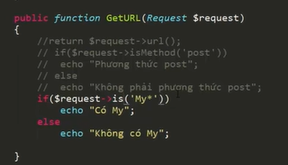 public function GetURL(Request $request)
{
//return $request->url();
// if($request->isMethod('post'))
// echo "Phương thức post";
// else
// echo "Không phải phương thức post";
if($request->is('My*'))
echo "Có My";
else
echo "Không có My";
}